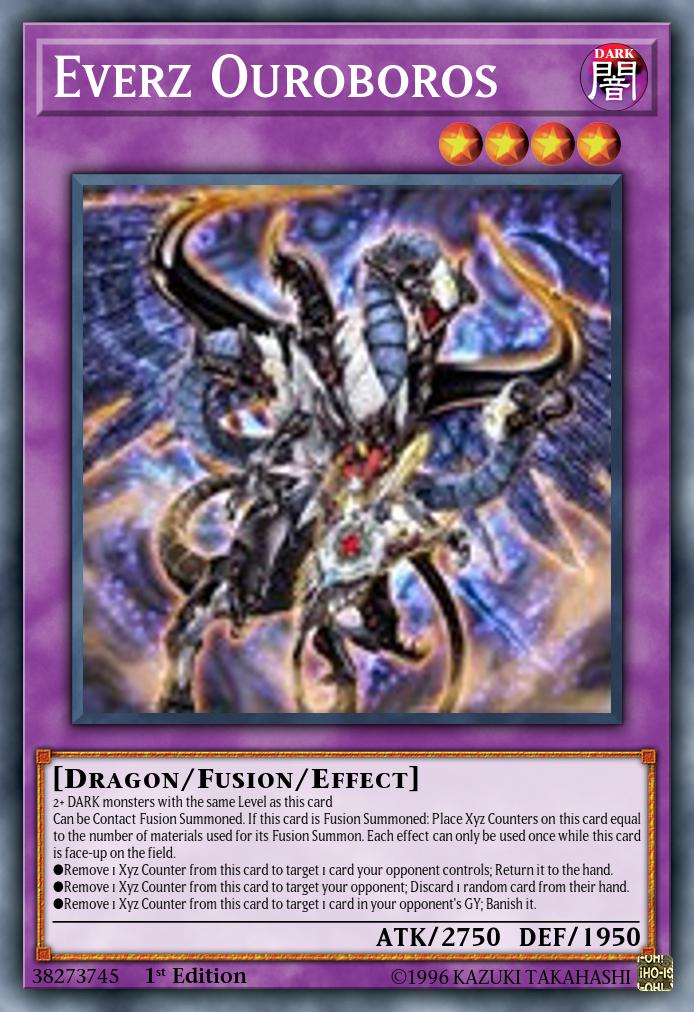 Everz Ouroboros
DARK
闇
[Dragon/Fusion/Effect]
2+ DARK monsters with the same Level as this card
Can be Contact Fusion Summoned. If this card is Fusion Summoned: Place Xyz Counters on this card equal
to the number of materials used for its Fusion Summon. Each effect can only be used once while this card
is face-up on the field.
●Remove 1 Xyz Counter from this card to target 1 card your opponent controls; Return it to the hand.
●Remove 1 Xyz Counter from this card to target your opponent; Discard 1 random card from their hand.
●Remove 1 Xyz Counter from this card to target 1 card in your opponent's GY; Banish it.
ATK/2750 DEF/1950
38273745 1st Edition ©1996 KAZUKI TAKAHASHI